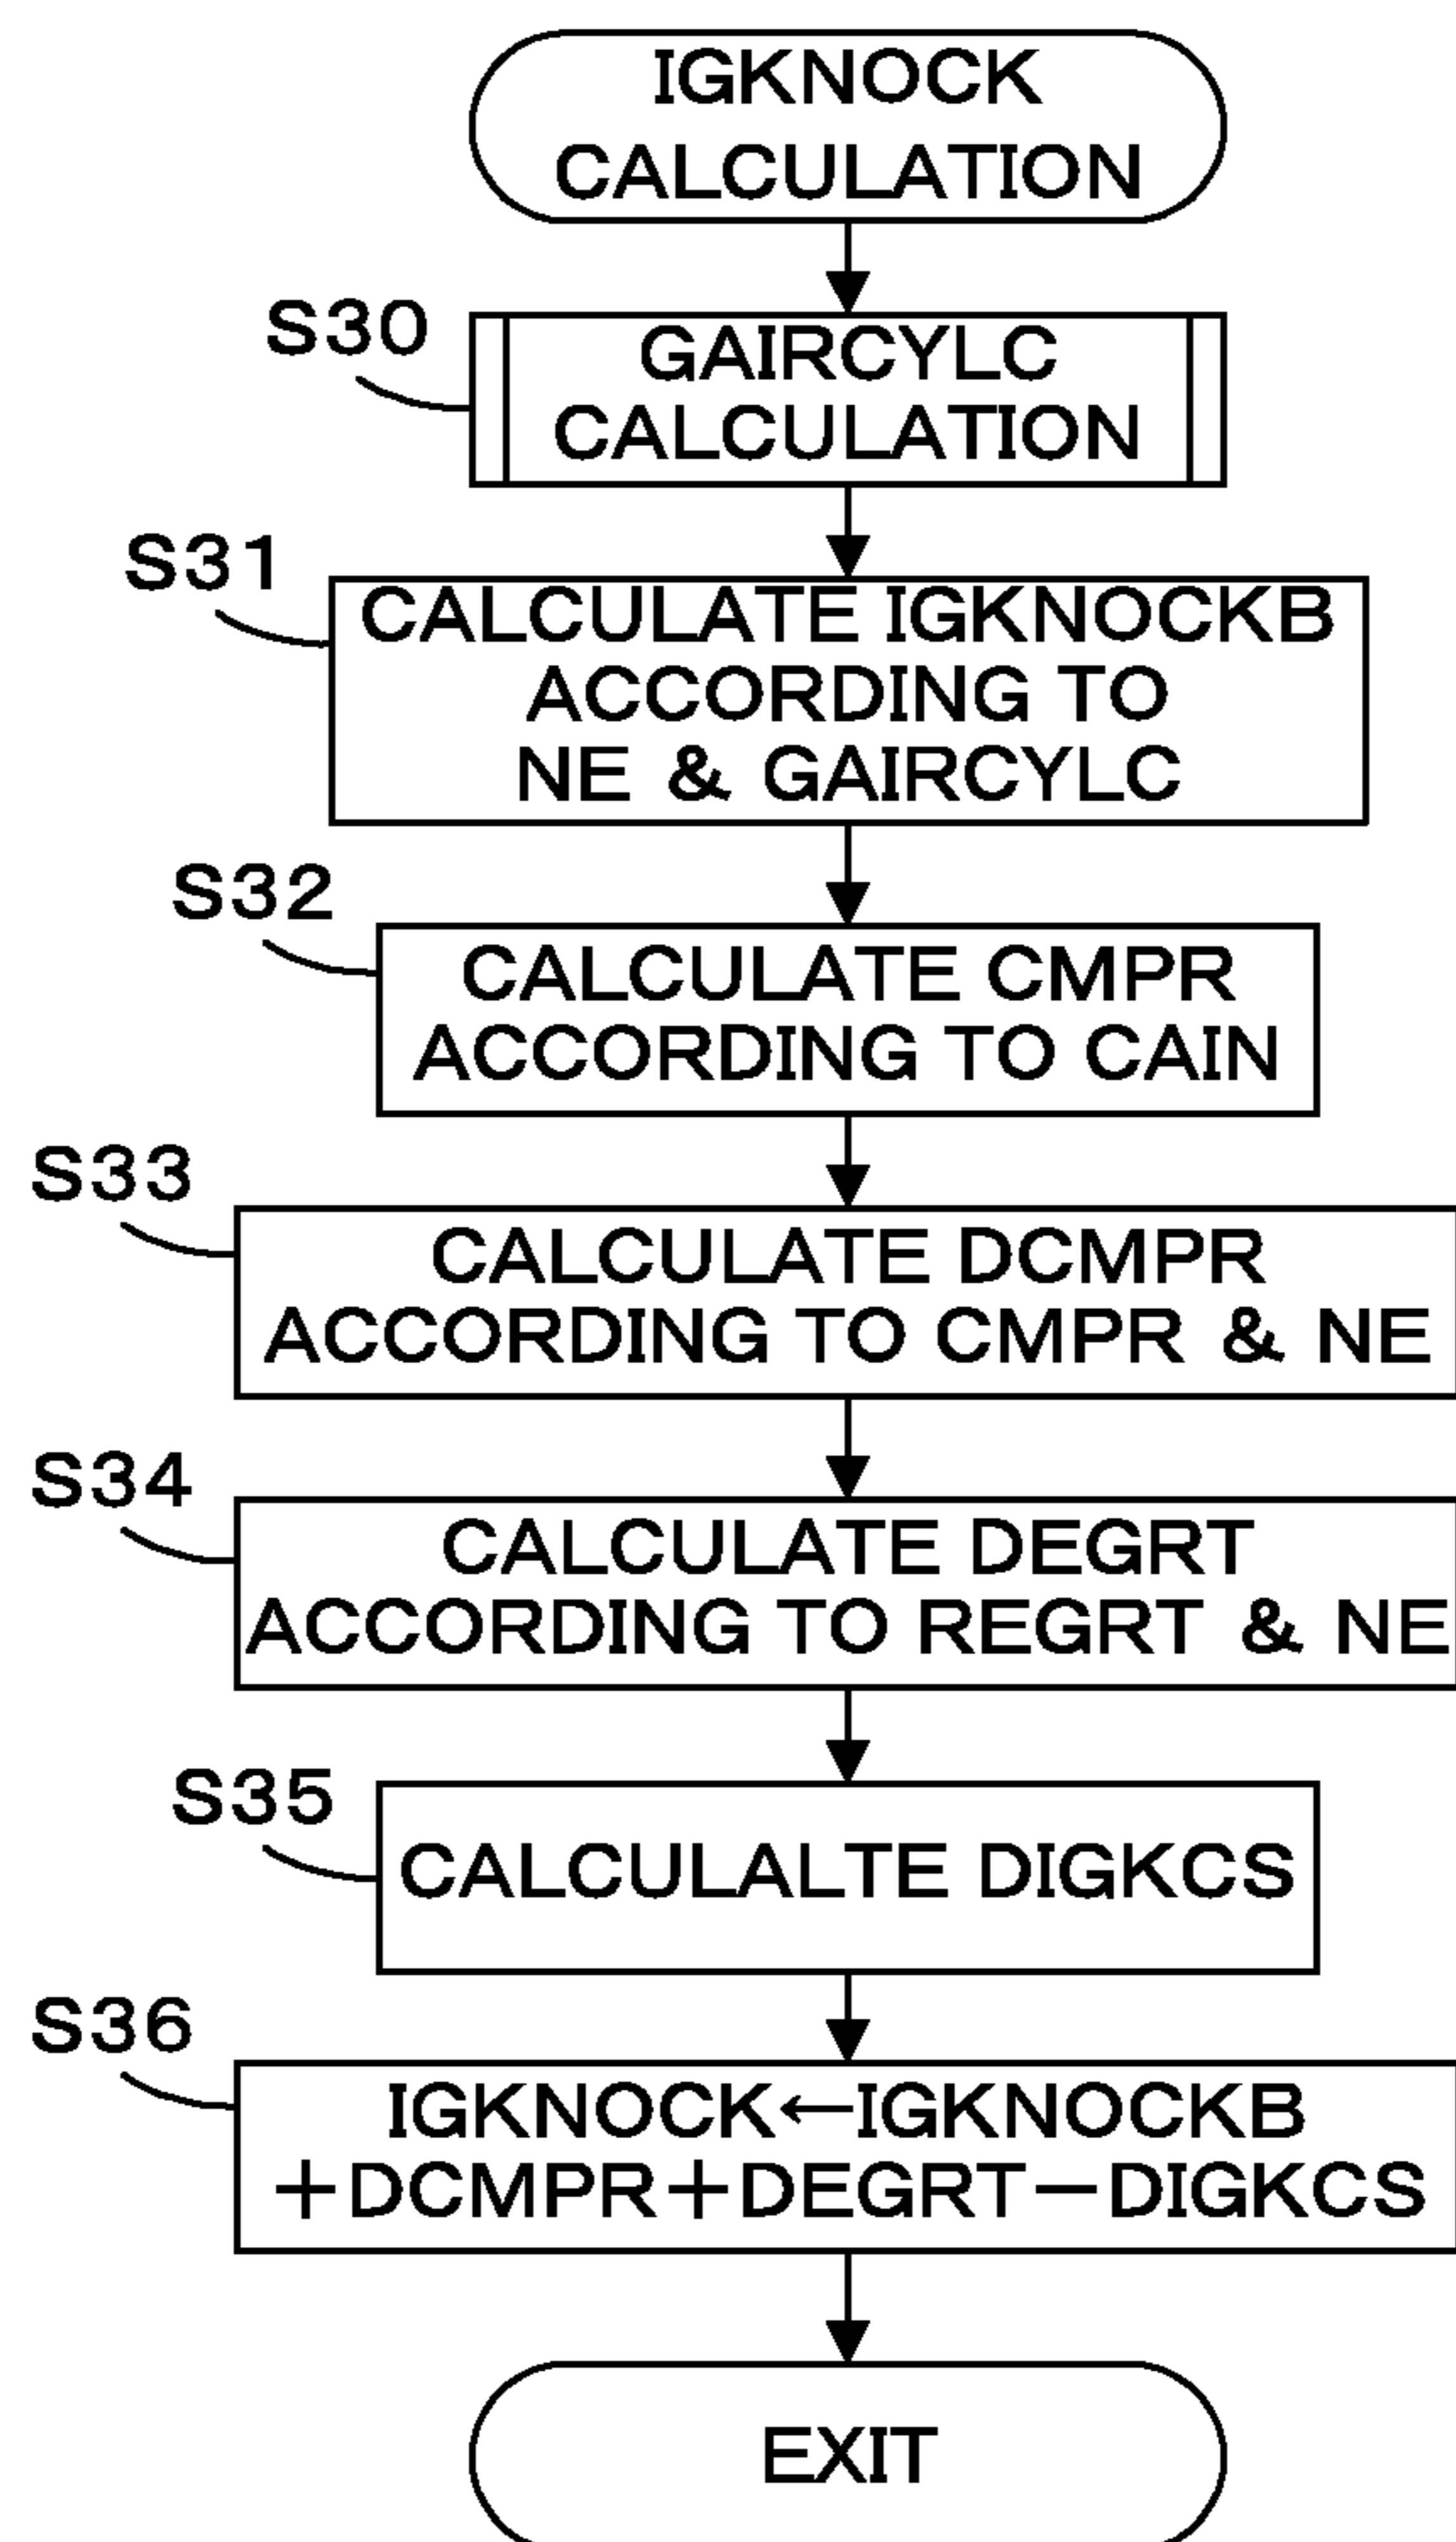 IGKNOCK
CALCULATION
S30
GAIRCYLC
CALCULATION
S31
CALCULATE IGKNOCKB
ACCORDING TO
NE & GAIRCYLC
S32
CALCULATE CMPR
ACCORDING TO CAIN
S33
CALCULATE DCMPR
ACCORDING TO CMPR & NE
S34
CALCULATE DEGRT
ACCORDING TO REGRT & NE
S35
CALCULALTE DIGKCS
S36
IGKNOCK←IGKNOCKB
+DCMPR+DEGRT−DIGKCS
EXIT